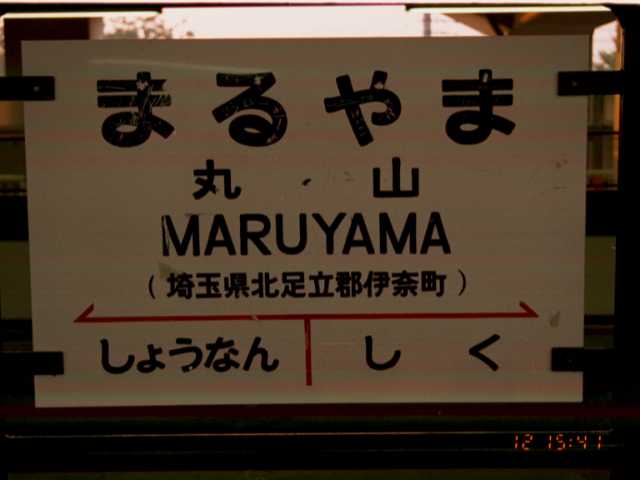 まるやま
丸山
MARUYAMA
(埼玉県北足立郡伊奈町)
しょうなん しく
12 15:41